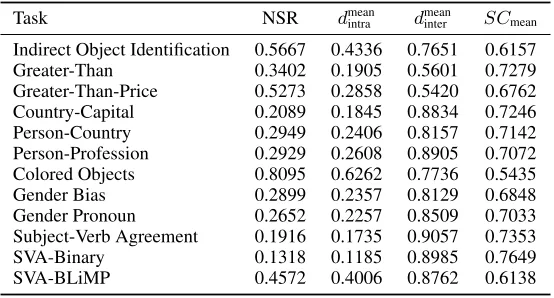 Task NSR d_intra^mean d_inter^mean SC_mean
Indirect Object Identification 0.5667 0.4336 0.7651 0.6157
Greater-Than 0.3402 0.1905 0.5601 0.7279
Greater-Than-Price 0.5273 0.2858 0.5420 0.6762
Country-Capital 0.2089 0.1845 0.8834 0.7246
Person-Country 0.2949 0.2406 0.8157 0.7142
Person-Profession 0.2929 0.2608 0.8905 0.7072
Colored Objects 0.8095 0.6262 0.7736 0.5435
Gender Bias 0.2899 0.2357 0.8129 0.6848
Gender Pronoun 0.2652 0.2257 0.8509 0.7033
Subject-Verb Agreement 0.1916 0.1735 0.9057 0.7353
SVA-Binary 0.1318 0.1185 0.8985 0.7649
SVA-BLiMP 0.4572 0.4006 0.8762 0.6138